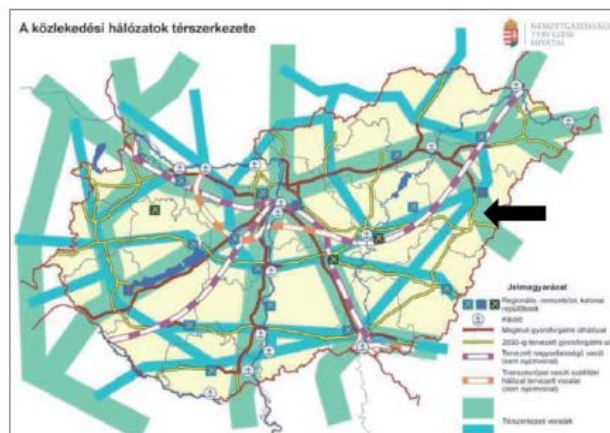 A közlekedési hálózatok térszerkezete
NEMZETGAZDASÁGI
TERVEZÉSI
HIVATAL
Jelmagyarázat
Regionális, nemzetközi, katonai
repülőterek
Kikötő
Meglévő gyorsforgalmi úthálózat
2030-ig tervezett gyorsforgalmi út
Tervezett nagysebességű vasút
(nem nyomvonal)
Transzeurópai vasúti szállítási
hálózat tervezett vonalai
(nem nyomvonal)
Térszerkezeti vonalak